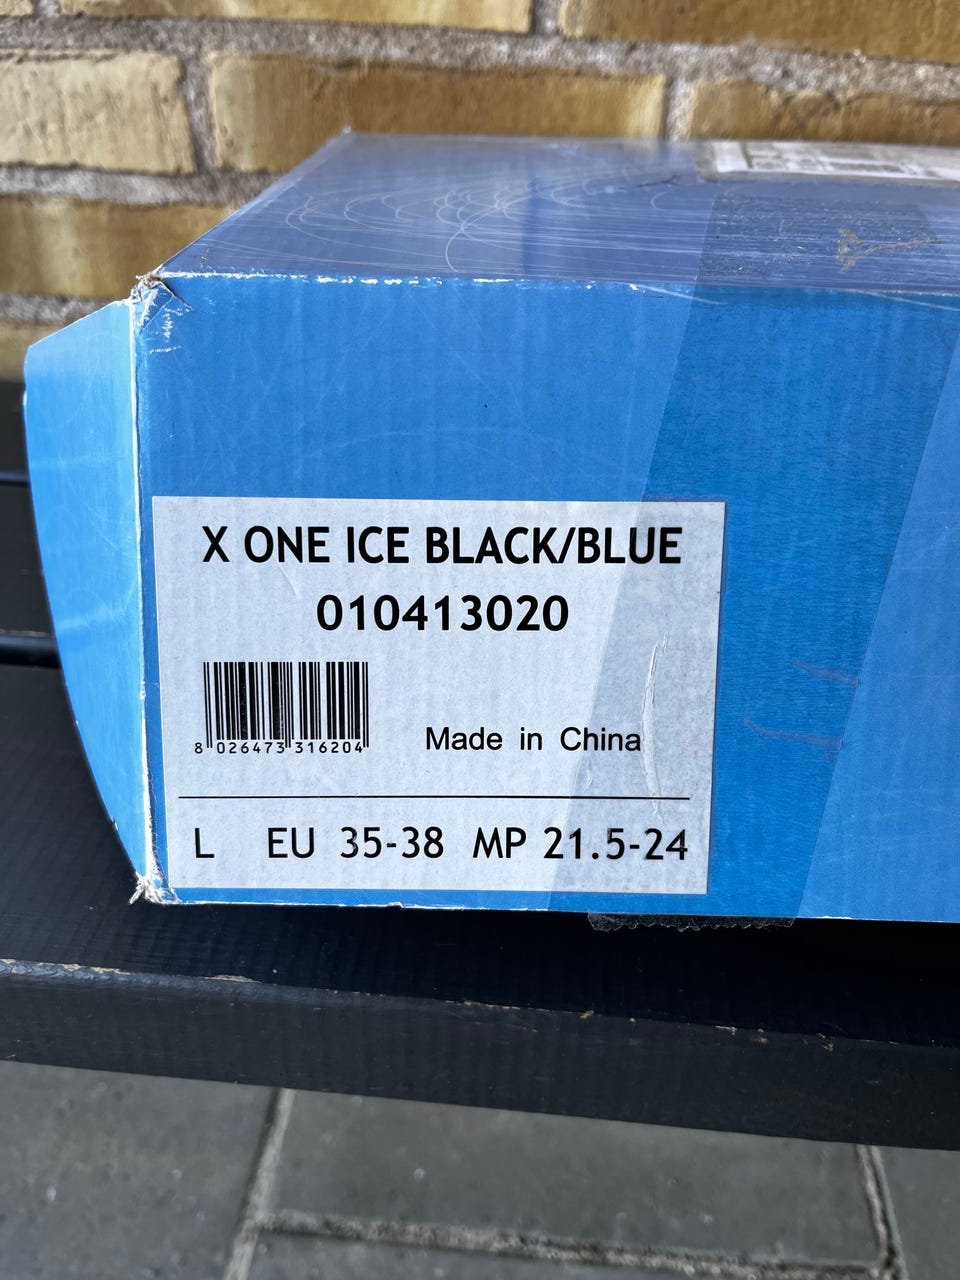 X ONE ICE BLACK/BLUE
010413020
8 026473 316204
Made in China
L EU 35-38 MP 21.5-24